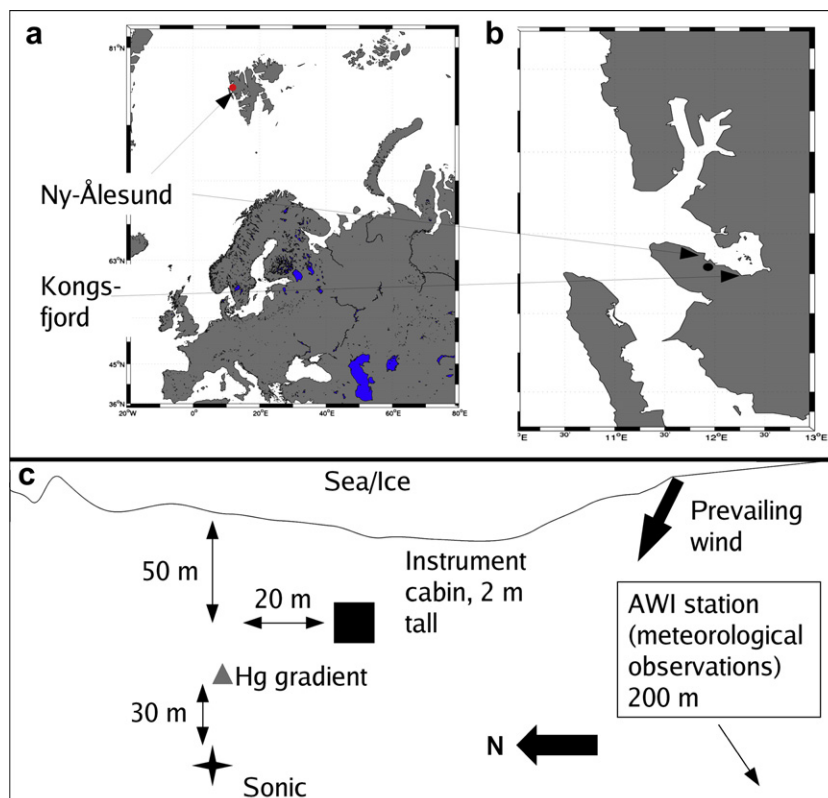 a
81°N
63°N
45°N
36°N
20°W
0°
20°E
40°E
60°E
80°E
Ny-Ålesund
Kongs-
fjord
b
30'
11°E
30'
12°E
30'
13°E
c
Sea/Ice
Prevailing
wind
50 m
20 m
Instrument
cabin, 2 m
tall
AWI station
(meteorological
observations)
200 m
Hg gradient
30 m
N
Sonic